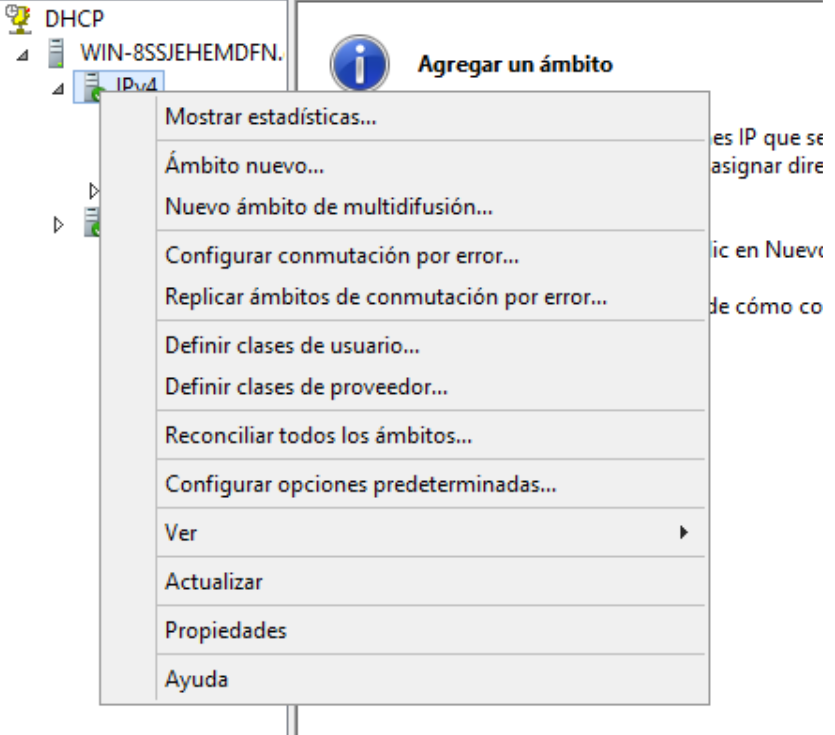 DHCP
WIN-8SSJEHEMDFN.
IPv4
Agregar un ámbito
es IP que se
asignar dire
lic en Nuevo
de cómo co
Mostrar estadísticas...
Ámbito nuevo...
Nuevo ámbito de multidifusión...
Configurar conmutación por error...
Replicar ámbitos de conmutación por error...
Definir clases de usuario...
Definir clases de proveedor...
Reconciliar todos los ámbitos...
Configurar opciones predeterminadas...
Ver
Actualizar
Propiedades
Ayuda